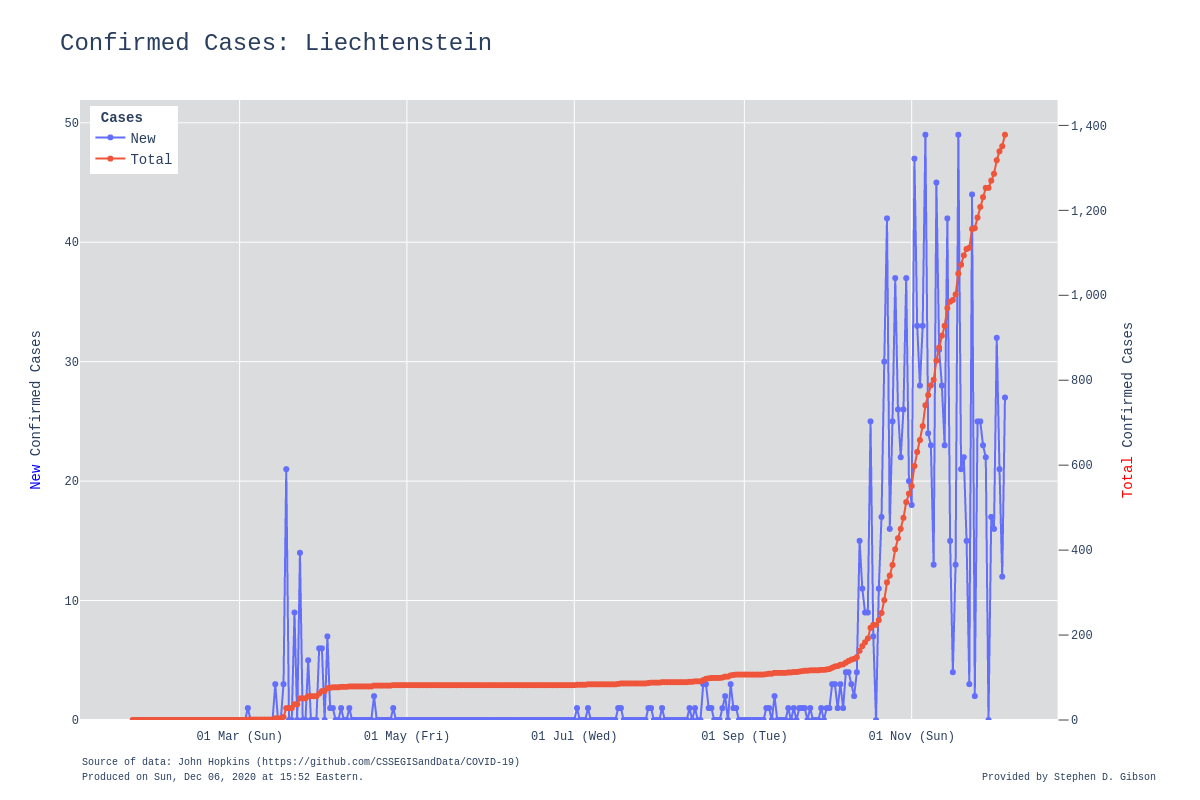 Confirmed Cases: Liechtenstein
Cases
New
Total
50
40
30
20
10
0
1,400
1,200
1,000
800
600
400
200
0
New Confirmed Cases
Total Confirmed Cases
01 Mar (Sun)
01 May (Fri)
01 Jul (Wed)
01 Sep (Tue)
01 Nov (Sun)
Source of data: John Hopkins (https://github.com/CSSEGISandData/COVID-19)
Produced on Sun, Dec 06, 2020 at 15:52 Eastern.
Provided by Stephen D. Gibson